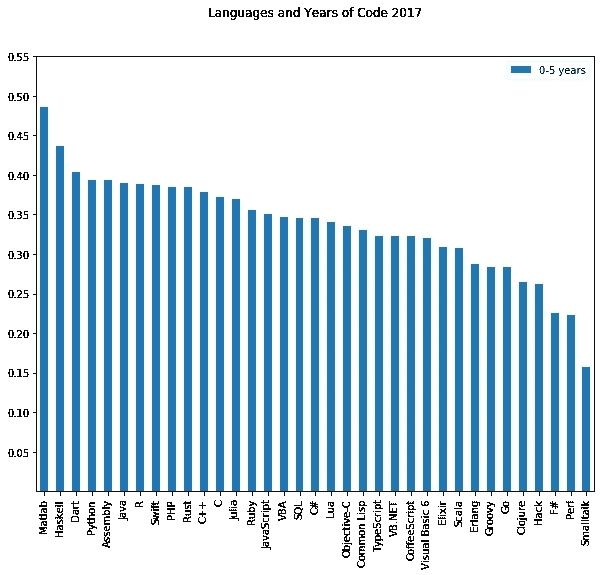 Languages and Years of Code 2017
0-5 years
0.55
0.50
0.45
0.40
0.35
0.30
0.25
0.20
0.15
0.10
0.05
Matlab
Haskell
Dart
Python
Assembly
Java
R
Swift
PHP
Rust
C++
C
Julia
Ruby
JavaScript
VBA
SQL
C#
Lua
Objective-C
Common Lisp
TypeScript
VB.NET
CoffeeScript
Visual Basic 6
Elixir
Scala
Erlang
Groovy
Go
Clojure
Hack
F#
Perl
Smalltalk